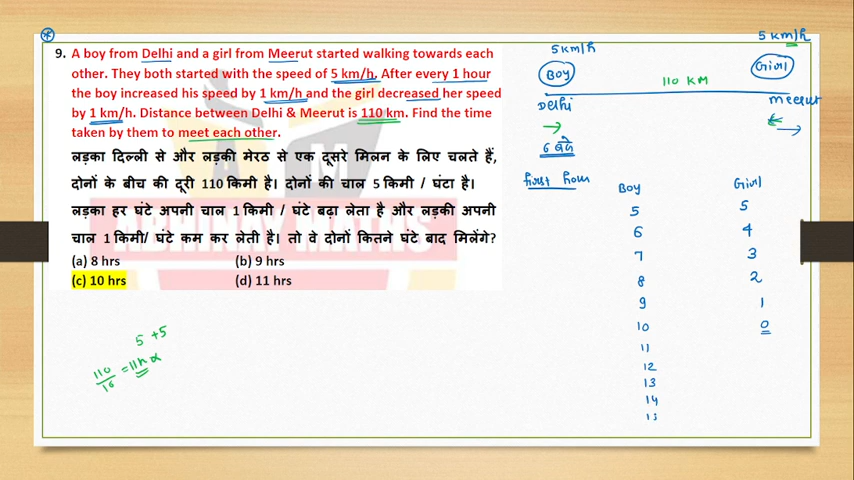 9. A boy from Delhi and a girl from Meerut started walking towards each
other. They both started with the speed of 5 km/h. After every 1 hour
the boy increased his speed by 1 km/h and the girl decreased her speed
by 1 km/h. Distance between Delhi & Meerut is 110 km. Find the time
taken by them to meet each other.
लड़का दिल्ली से और लड़की मेरठ से एक दूसरे मिलन के लिए चलते हैं,
दोनों के बीच की दूरी 110 किमी है। दोनों की चाल 5 किमी / घंटा है।
लड़का हर घंटे अपनी चाल 1 किमी / घंटे बढ़ा लेता है और लड़की अपनी
चाल 1 किमी/ घंटे कम कर लेती है। तो वे दोनों कितने घंटे बाद मिलेंगे?
(a) 8 hrs (b) 9 hrs
(c) 10 hrs (d) 11 hrs
ABHINAY MATHS
5 +5
110/10 = 11h x
5 km/h 5 km/h
Boy Girl
110 KM
Delhi meerut
6 बजे
first hour
Boy Girl
5 5
6 4
7 3
8 2
9 1
10 0
11
12
13
14